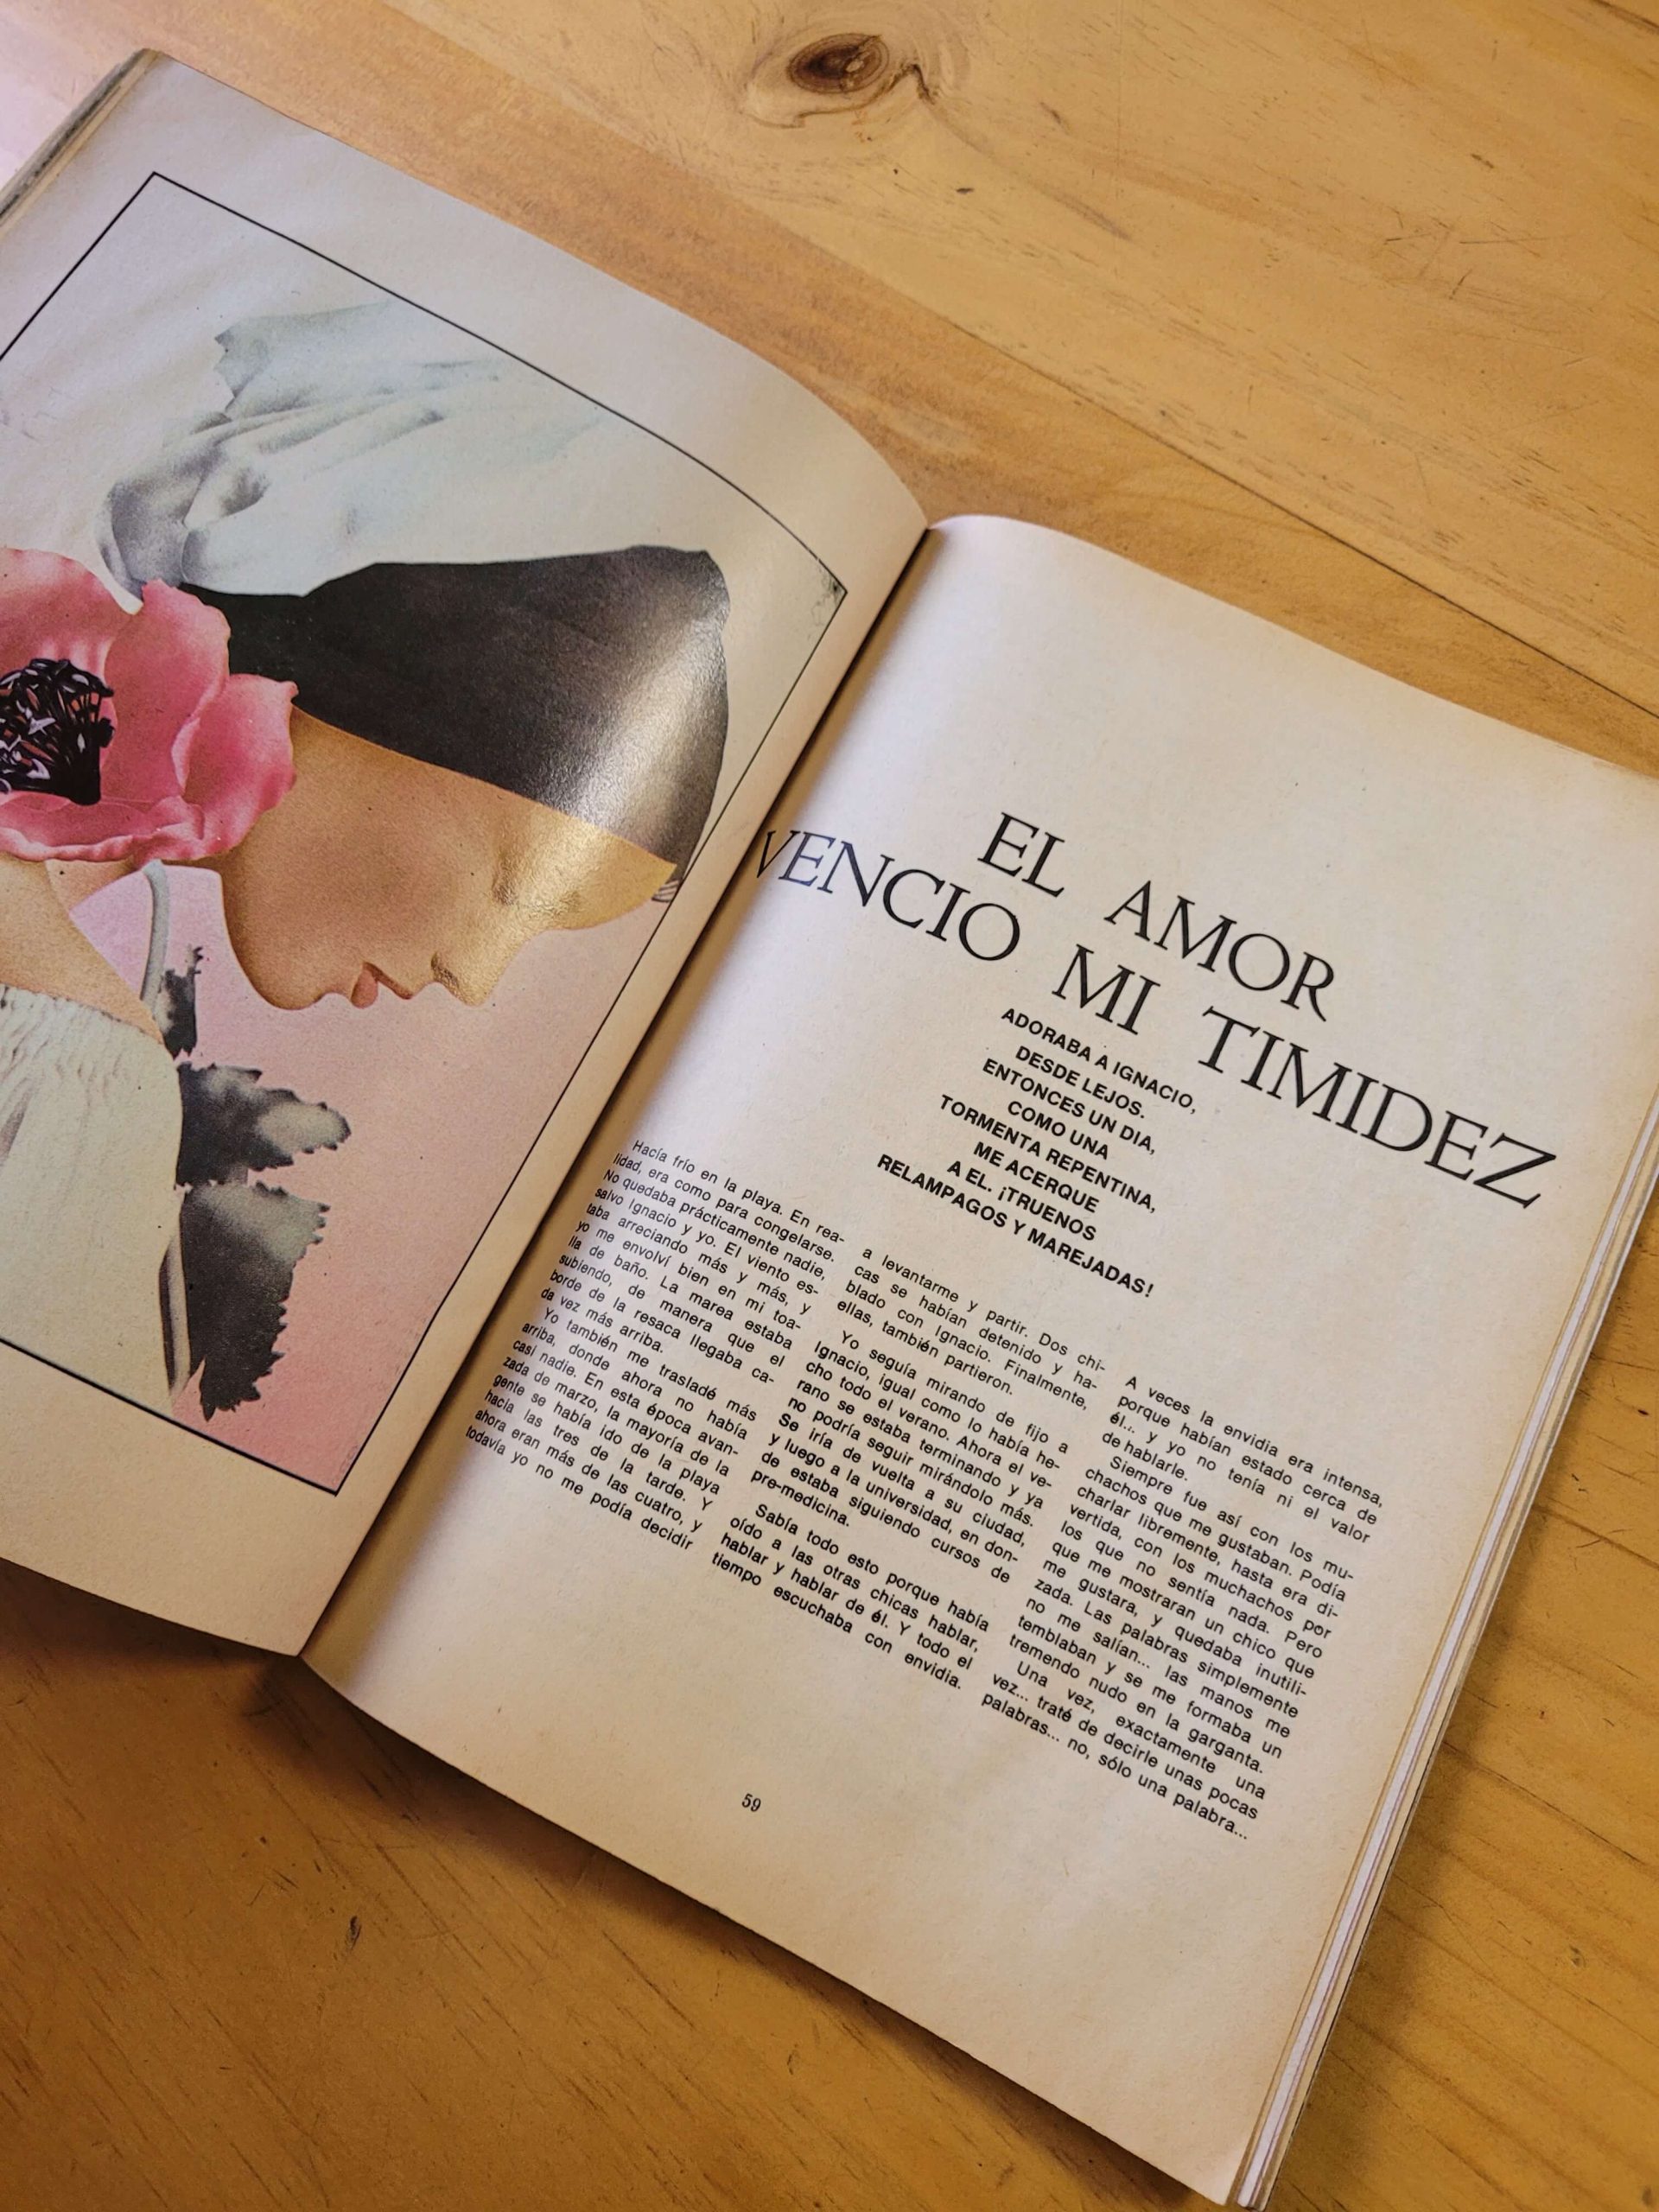 EL AMOR
VENCIO MI TIMIDEZ
ADORABA A IGNACIO,
DESDE LEJOS.
ENTONCES UN DIA,
COMO UNA
TORMENTA REPENTINA,
ME ACERQUE
A EL. ¡TRUENOS
RELAMPAGOS Y MAREJADAS!
Hacía frío en la playa. En rea-
lidad, era como para congelarse.
No quedaba prácticamente nadie,
salvo Ignacio y yo. El viento es-
taba arreciando más y más, y
yo me envolví bien en mi toa-
lla de baño. La marea estaba
subiendo, de manera que el
borde de la resaca llegaba ca-
da vez más arriba.
Yo también me trasladé más
arriba, donde ahora no había
casi nadie. En esta época avan-
zada de marzo, la mayoría de la
gente se había ido de la playa
hacia las tres de la tarde. Y
ahora eran más de las cuatro, y
todavía yo no me podía decidir
a levantarme y partir. Dos chi-
cas se habían detenido y ha-
blado con Ignacio. Finalmente,
ellas, también partieron.
Yo seguía mirando de fijo a
Ignacio, igual como lo había he-
cho todo el verano. Ahora el ve-
rano se estaba terminando y ya
no podría seguir mirándolo más.
Se iría de vuelta a su ciudad,
y luego a la universidad, en don-
de estaba siguiendo cursos de
pre-medicina.
Sabía todo esto porque había
oído a las otras chicas hablar,
hablar y hablar de él. Y todo el
tiempo escuchaba con envidia.
A veces la envidia era intensa,
porque habían estado cerca de
él... y yo no tenía ni el valor
de hablarle.
Siempre fue así con los mu-
chachos que me gustaban. Podía
charlar libremente, hasta era di-
vertida, con los muchachos por
los que no sentía nada. Pero
que me mostraran un chico que
me gustara, y quedaba inutili-
zada. Las palabras simplemente
no me salían... las manos me
temblaban y se me formaba un
tremendo nudo en la garganta.
Una vez, exactamente una
vez... traté de decirle unas pocas
palabras... no, sólo una palabra...
59